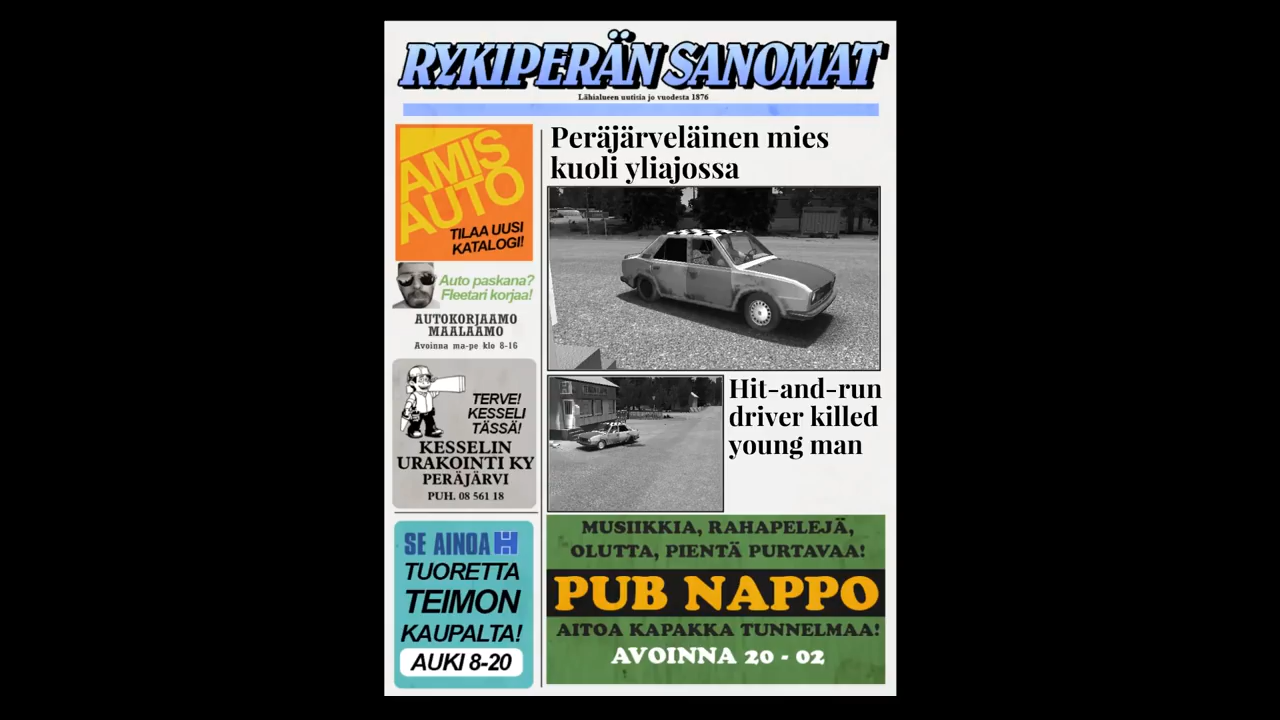 RYKIPERÄN SANOMAT
Lähialueen uutisia jo vuodesta 1876
AMIS
AUTO
TILAA UUSI
KATALOGI!
Auto paskana?
Fleetari korjaa!
AUTOKORJAAMO
MAALAAMO
Avoinna ma-pe klo 8-16
TERVE!
KESSELI
TÄSSÄ!
KESSELIN
URAKOINTI KY
PERÄJÄRVI
PUH. 08 561 18
SE AINOA H
TUORETTA
TEIMON
KAUPALTA!
AUKI 8-20
Peräjärveläinen mies
kuoli yliajossa
Hit-and-run
driver killed
young man
MUSIIKKIA, RAHAPELEJÄ,
OLUTTA, PIENTÄ PURTAVAA!
PUB NAPPO
AITOA KAPAKKA TUNNELMAA!
AVOINNA 20 - 02